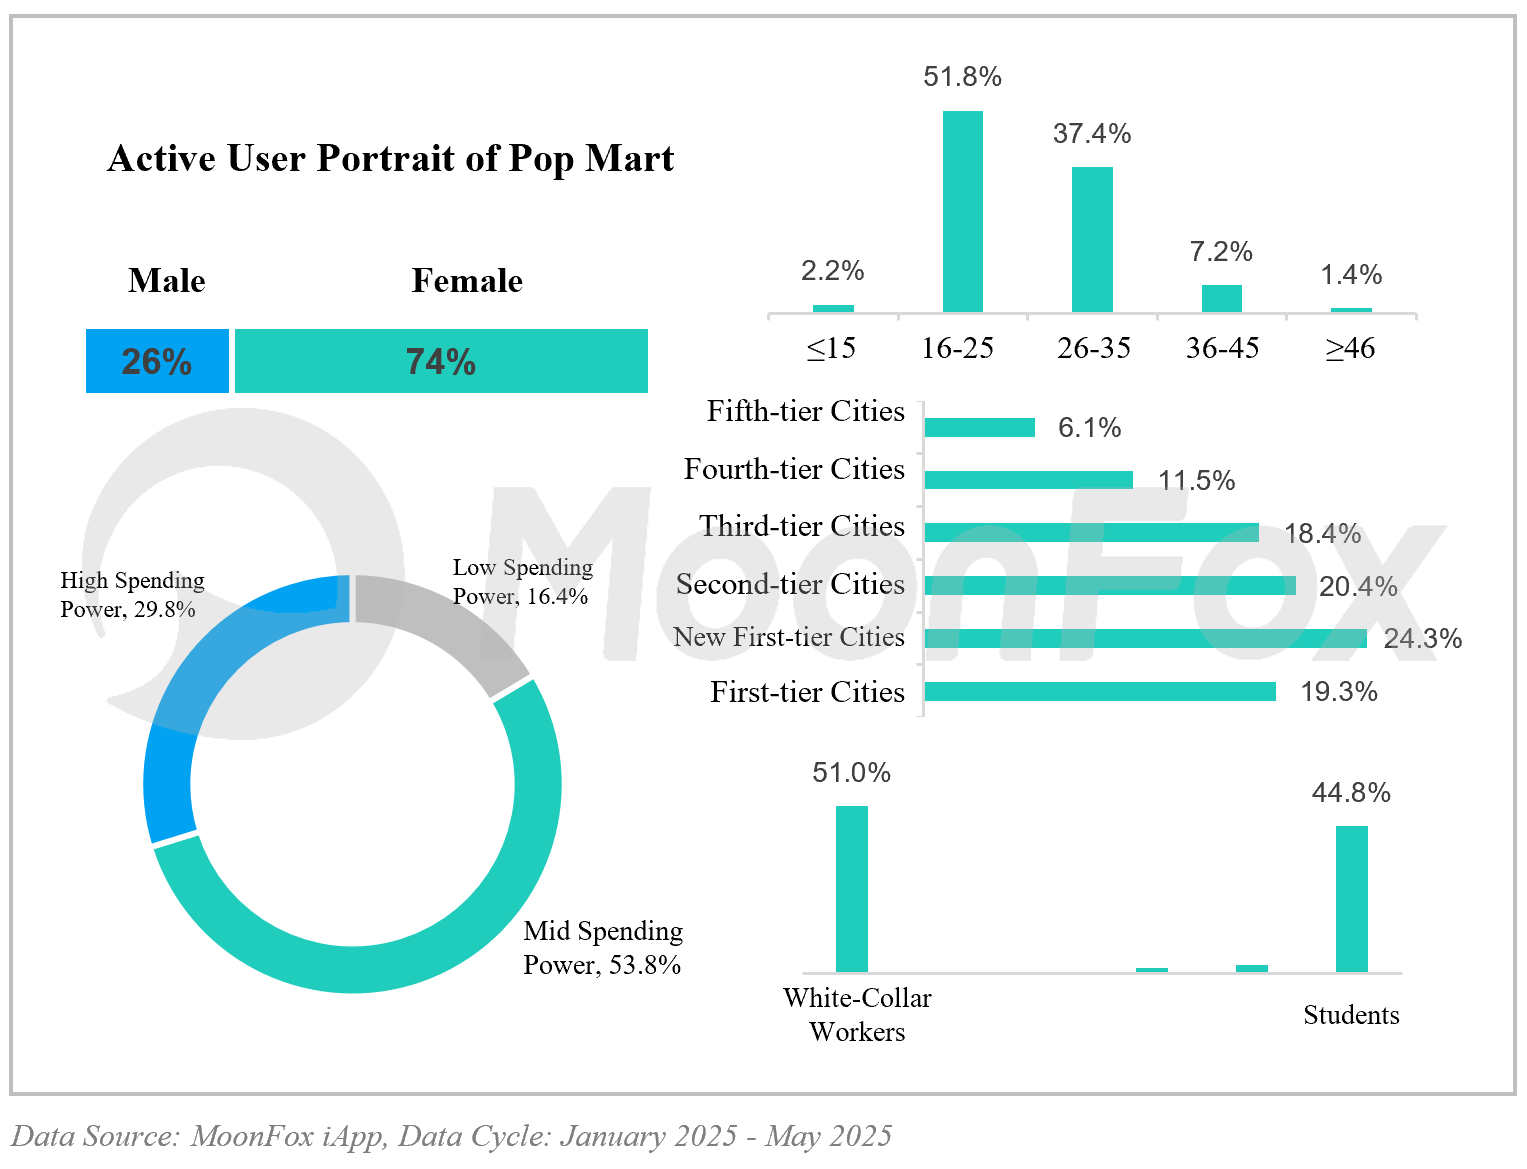 Active User Portrait of Pop Mart
Male
Female
26%
74%
High Spending
Power, 29.8%
Low Spending
Power, 16.4%
Mid Spending
Power, 53.8%
51.8%
37.4%
7.2%
2.2%
1.4%
≤15
16-25
26-35
36-45
≥46
Fifth-tier Cities
6.1%
Fourth-tier Cities
11.5%
Third-tier Cities
18.4%
Second-tier Cities
20.4%
New First-tier Cities
24.3%
First-tier Cities
19.3%
MoonFox
51.0%
44.8%
White-Collar
Workers
Students
Data Source: MoonFox iApp, Data Cycle: January 2025 - May 2025